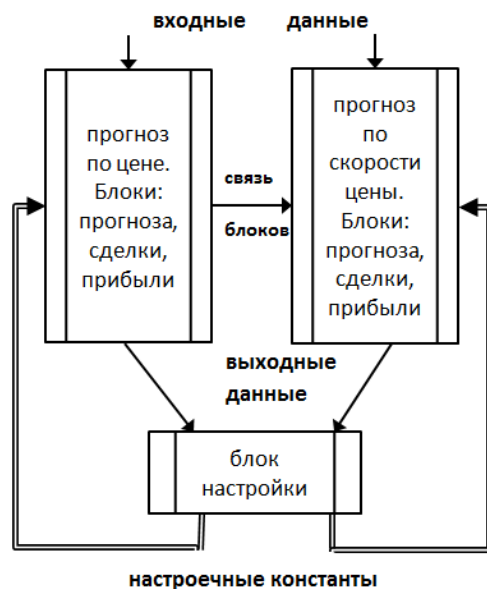 входные данные
прогноз
по цене.
Блоки:
прогноза,
сделки,
прибыли
связь
блоков
прогноз
по
скорости
цены.
Блоки:
прогноза,
сделки,
прибыли
выходные
данные
блок
настройки
настроечные константы